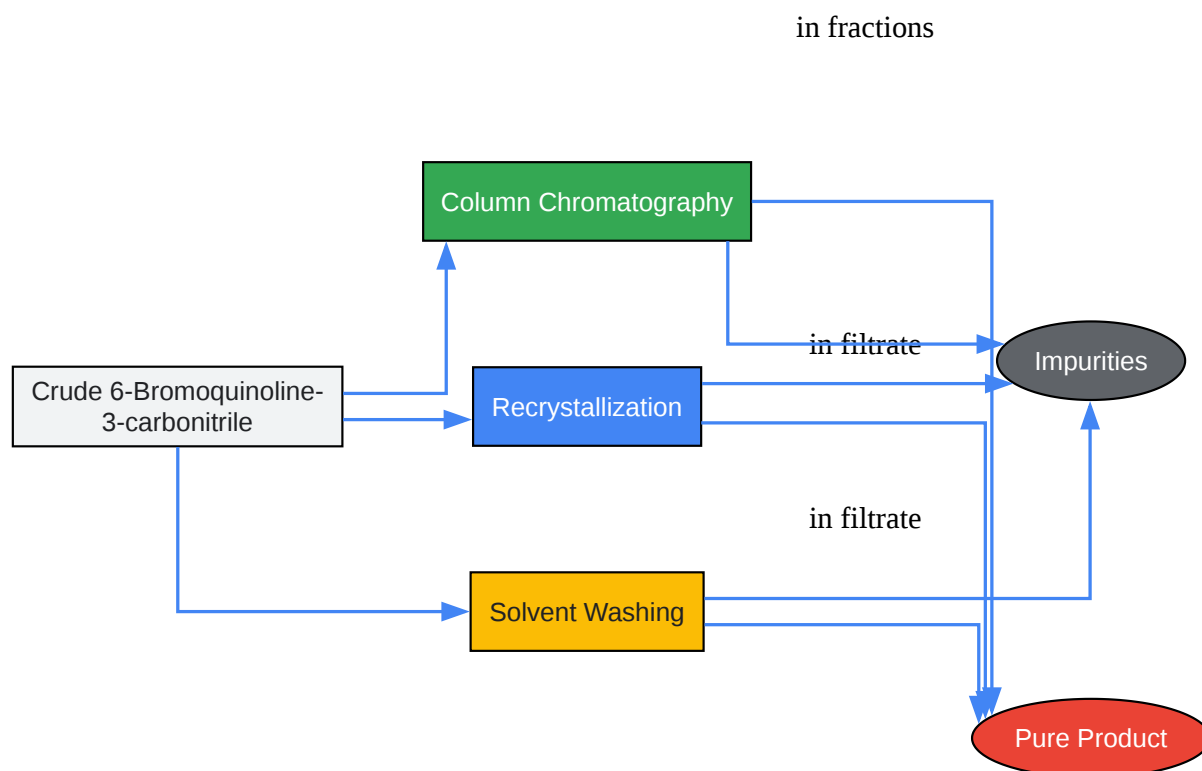 in fractions
Column Chromatography
in filtrate
Impurities
Crude 6-Bromoquinoline-
3-carbonitrile
Recrystallization
in filtrate
Solvent Washing
Pure Product